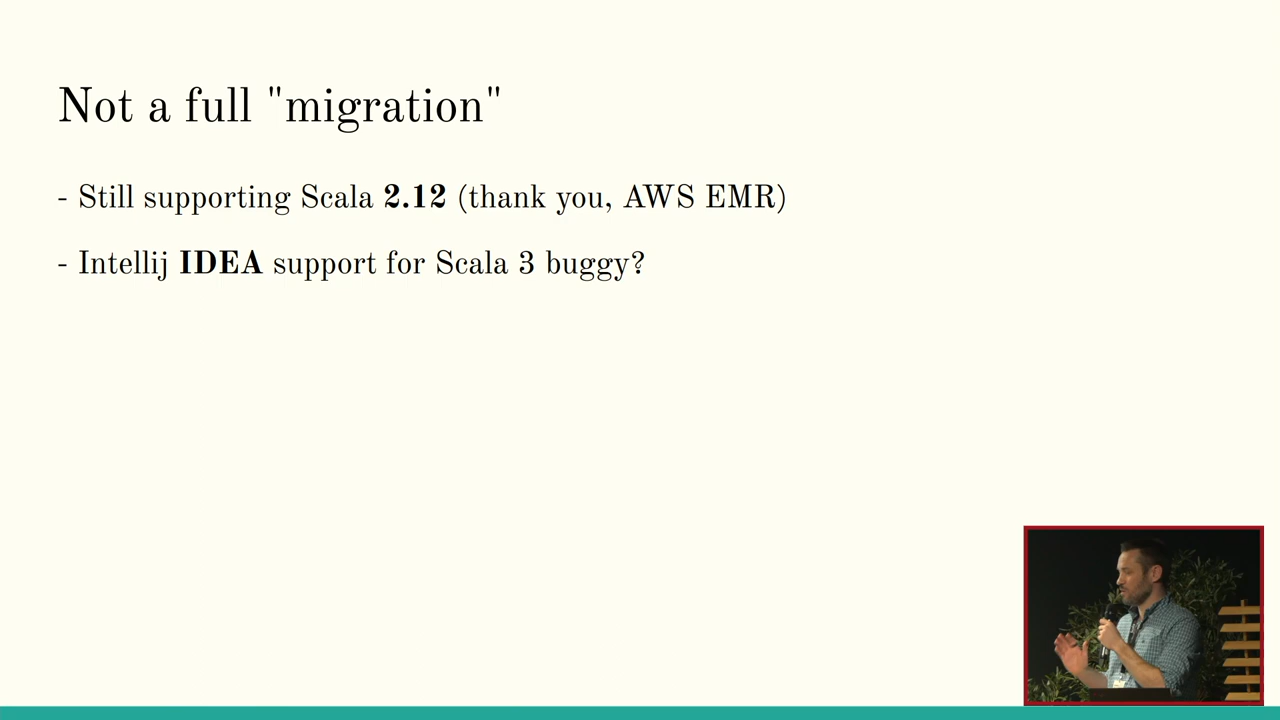 Not a full "migration"
- Still supporting Scala 2.12 (thank you, AWS EMR)
- Intellij IDEA support for Scala 3 buggy?